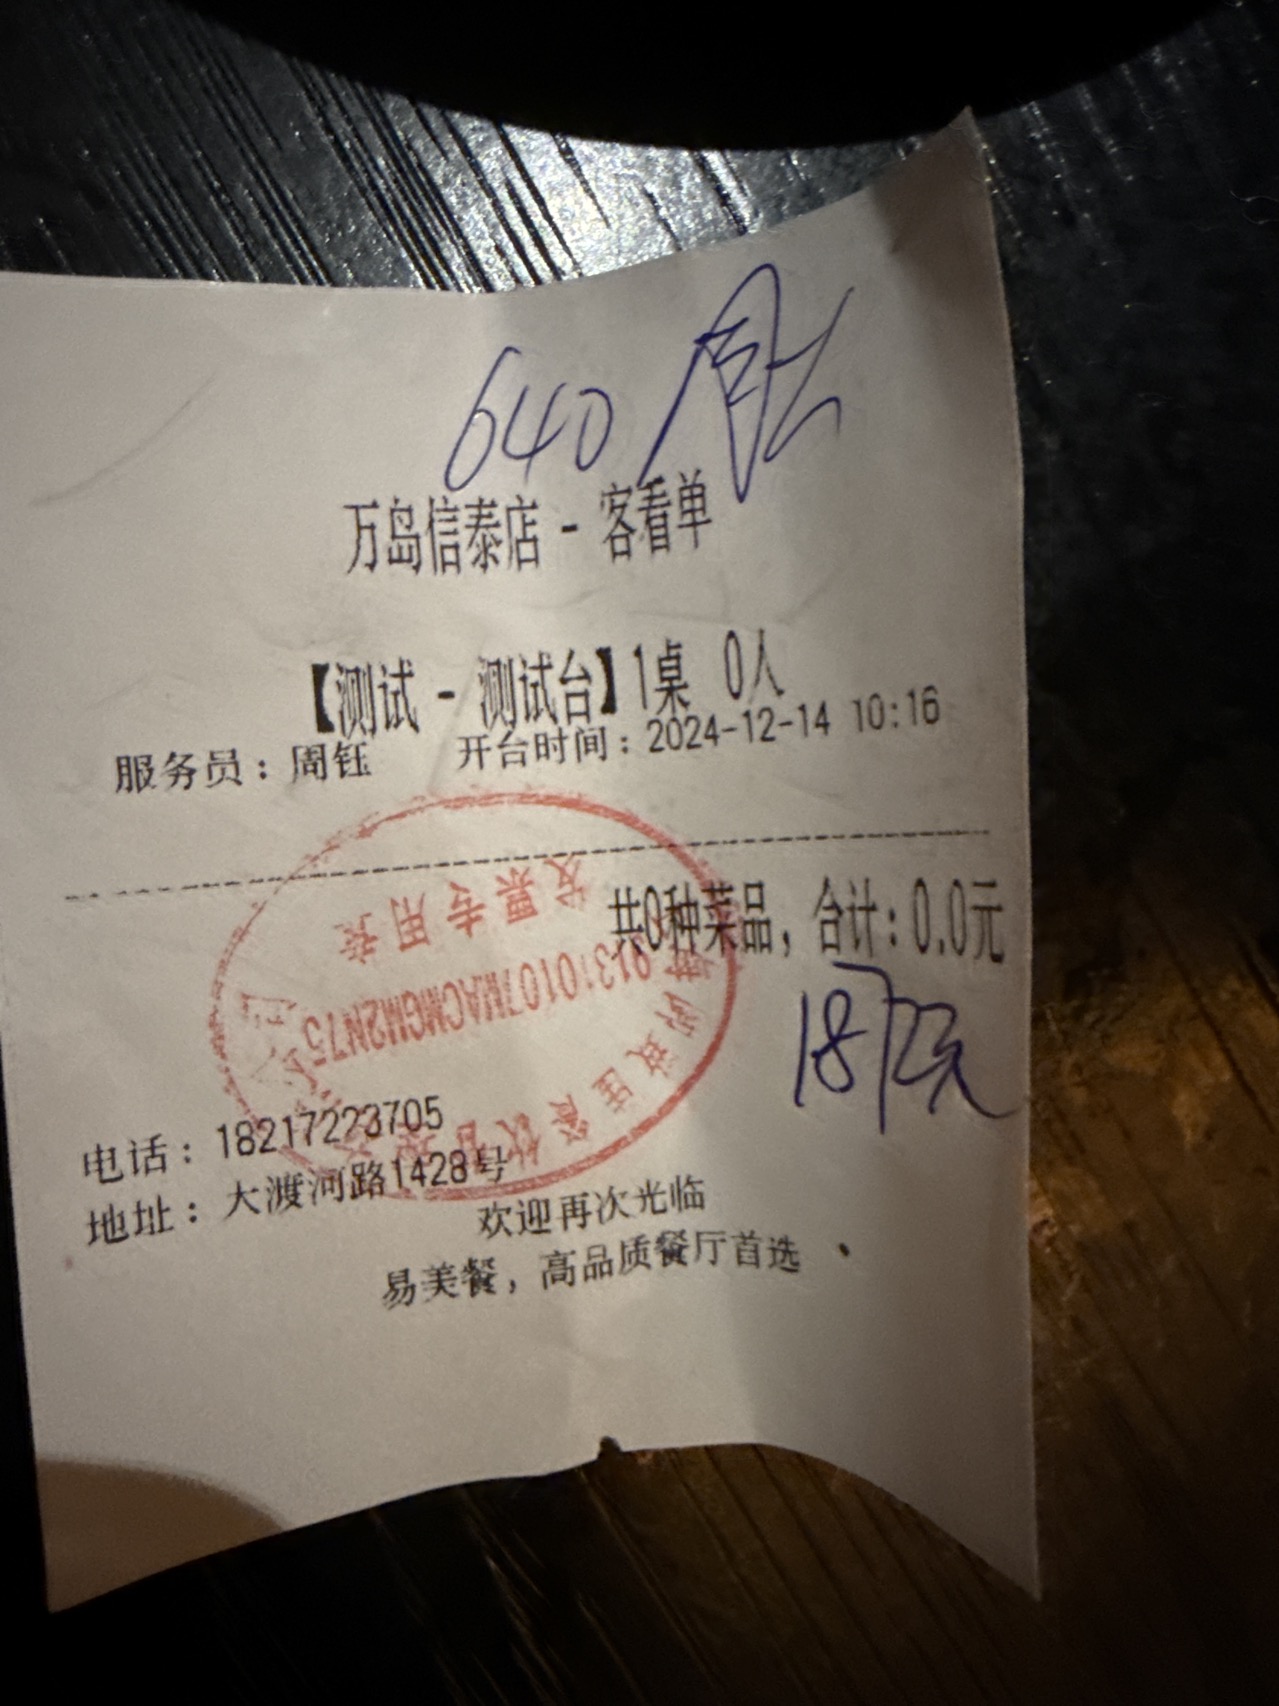 640 周
万岛信泰店 - 客看单
【测试 - 测试台】1桌 0人
服务员：周钰 开台时间：2024-12-14 10:16
共0种菜品，合计：0.0元
187元
发票专用章
91310107MACMGM2N75
电话：18217223705
地址：大渡河路1428号
欢迎再次光临
易美餐，高品质餐厅首选